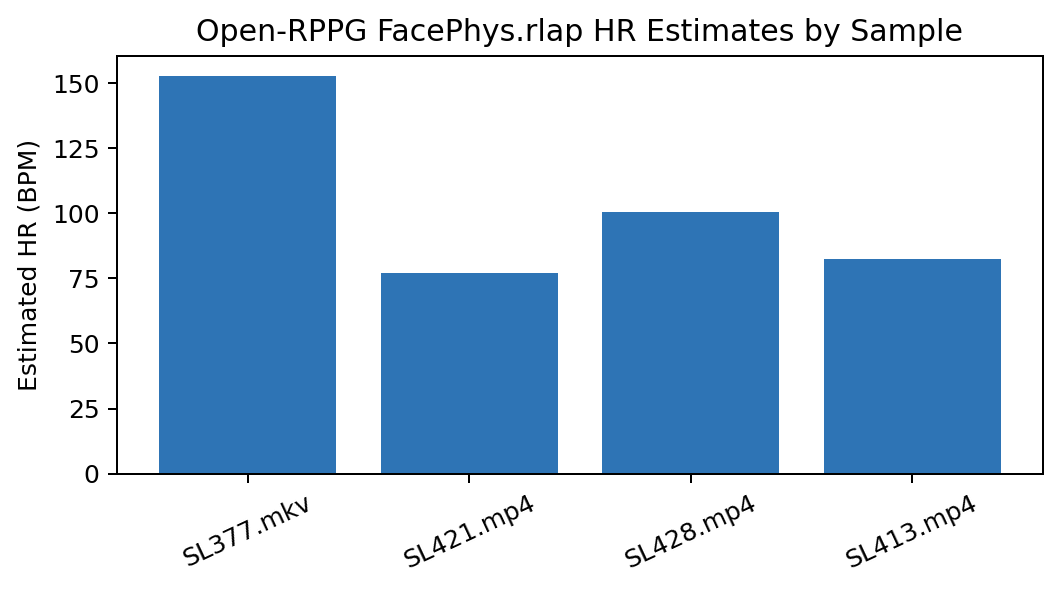 Open-RPPG FacePhys.rlap HR Estimates by Sample
Estimated HR (BPM)
150
125
100
75
50
25
0
SL377.mkv
SL421.mp4
SL428.mp4
SL413.mp4